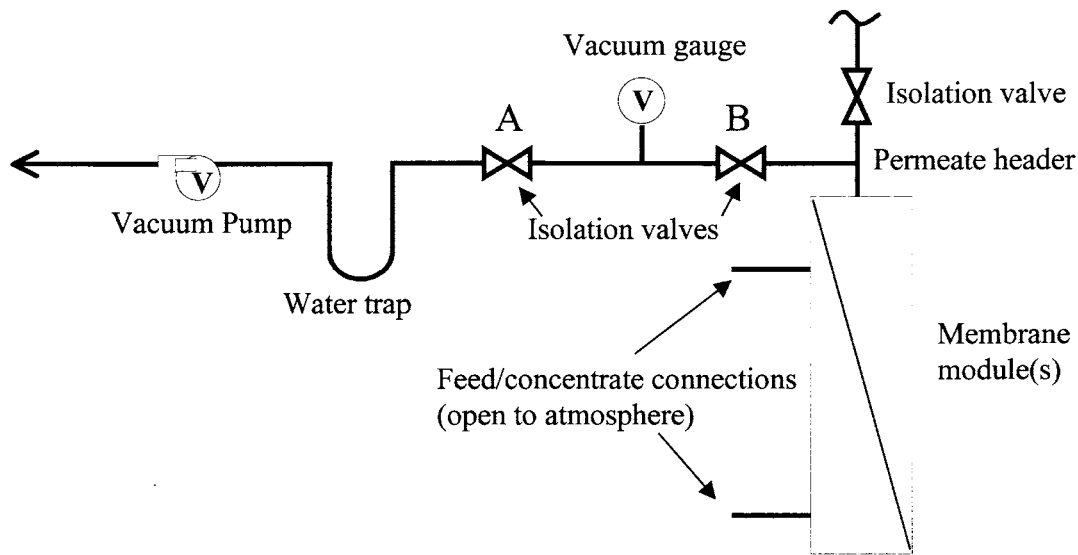 Vacuum gauge
V
Isolation valve
A
B
Permeate header
V
Vacuum Pump
Isolation valves
Water trap
Membrane
module(s)
Feed/concentrate connections
(open to atmosphere)